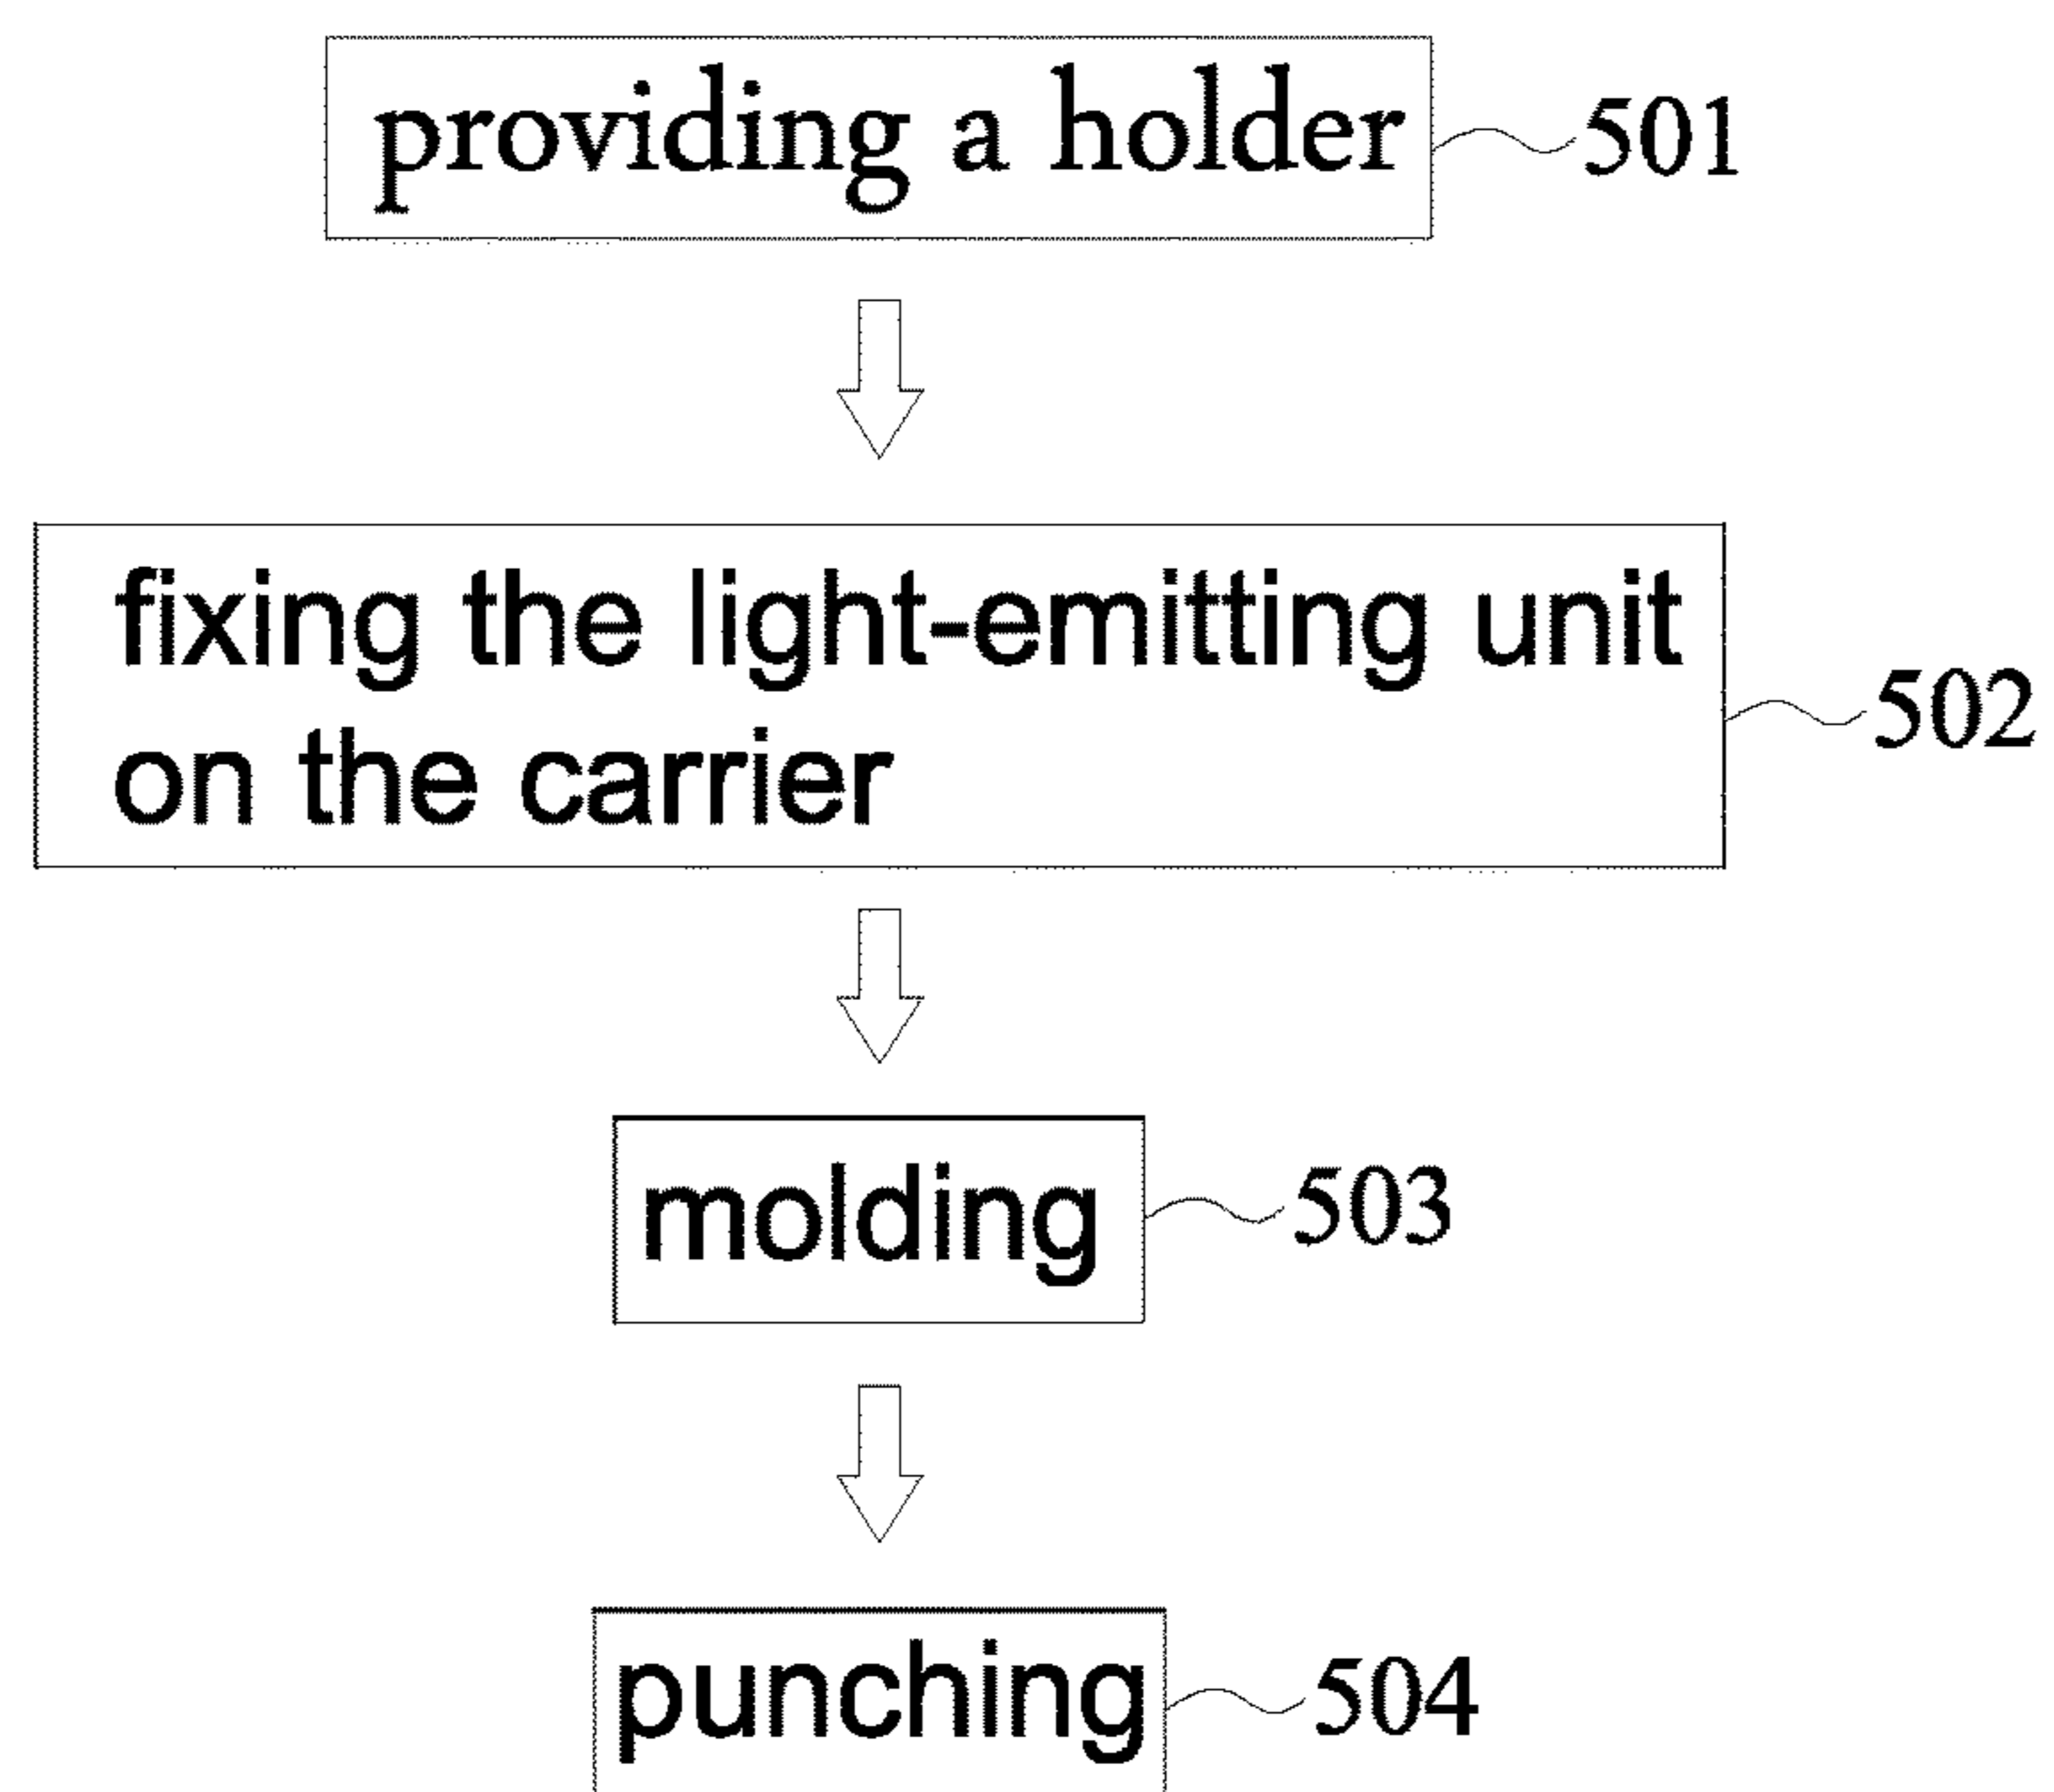 providing a holder 501
fixing the light-emitting unit
on the carrier
502
molding 503
punching 504